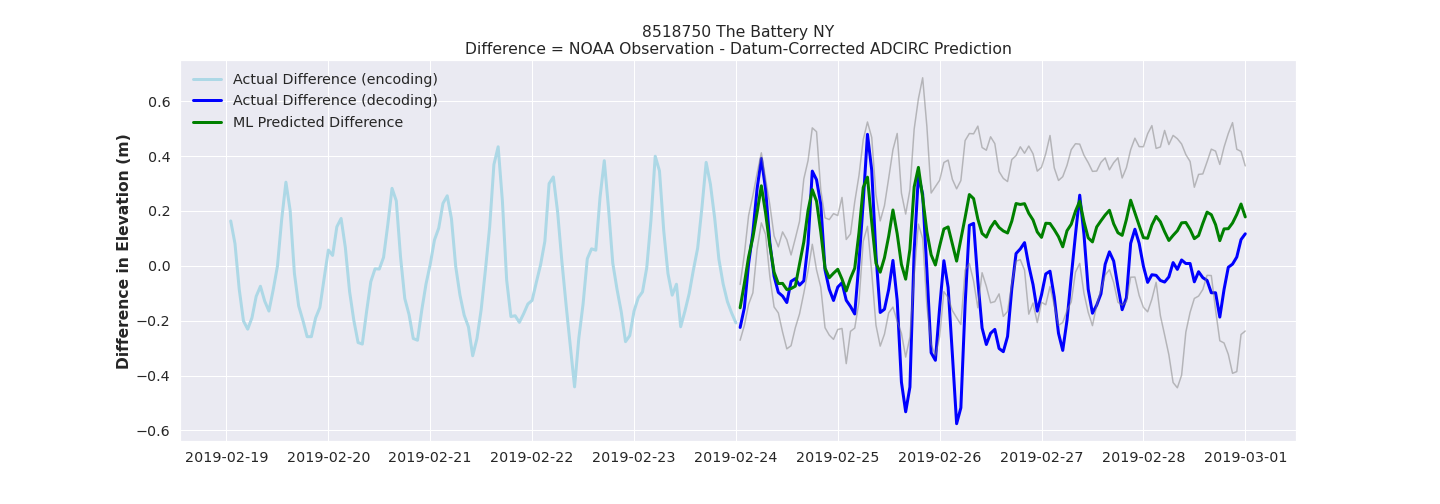 8518750 The Battery NY
Difference = NOAA Observation - Datum-Corrected ADCIRC Prediction
Actual Difference (encoding)
Actual Difference (decoding)
ML Predicted Difference
Difference in Elevation (m)
0.6
0.4
0.2
0.0
−0.2
−0.4
−0.6
2019-02-19 2019-02-20 2019-02-21 2019-02-22 2019-02-23 2019-02-24 2019-02-25 2019-02-26 2019-02-27 2019-02-28 2019-03-01